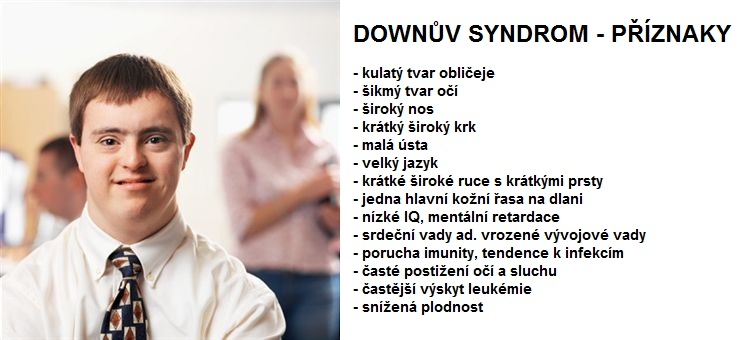 DOWNŮV SYNDROM - PŘÍZNAKY
- kulatý tvar obličeje
- šikmý tvar očí
- široký nos
- krátký široký krk
- malá ústa
- velký jazyk
- krátké široké ruce s krátkými prsty
- jedna hlavní kožní řasa na dlani
- nízké IQ, mentální retardace
- srdeční vady ad. vrozené vývojové vady
- porucha imunity, tendence k infekcím
- časté postižení očí a sluchu
- častější výskyt leukémie
- snížená plodnost